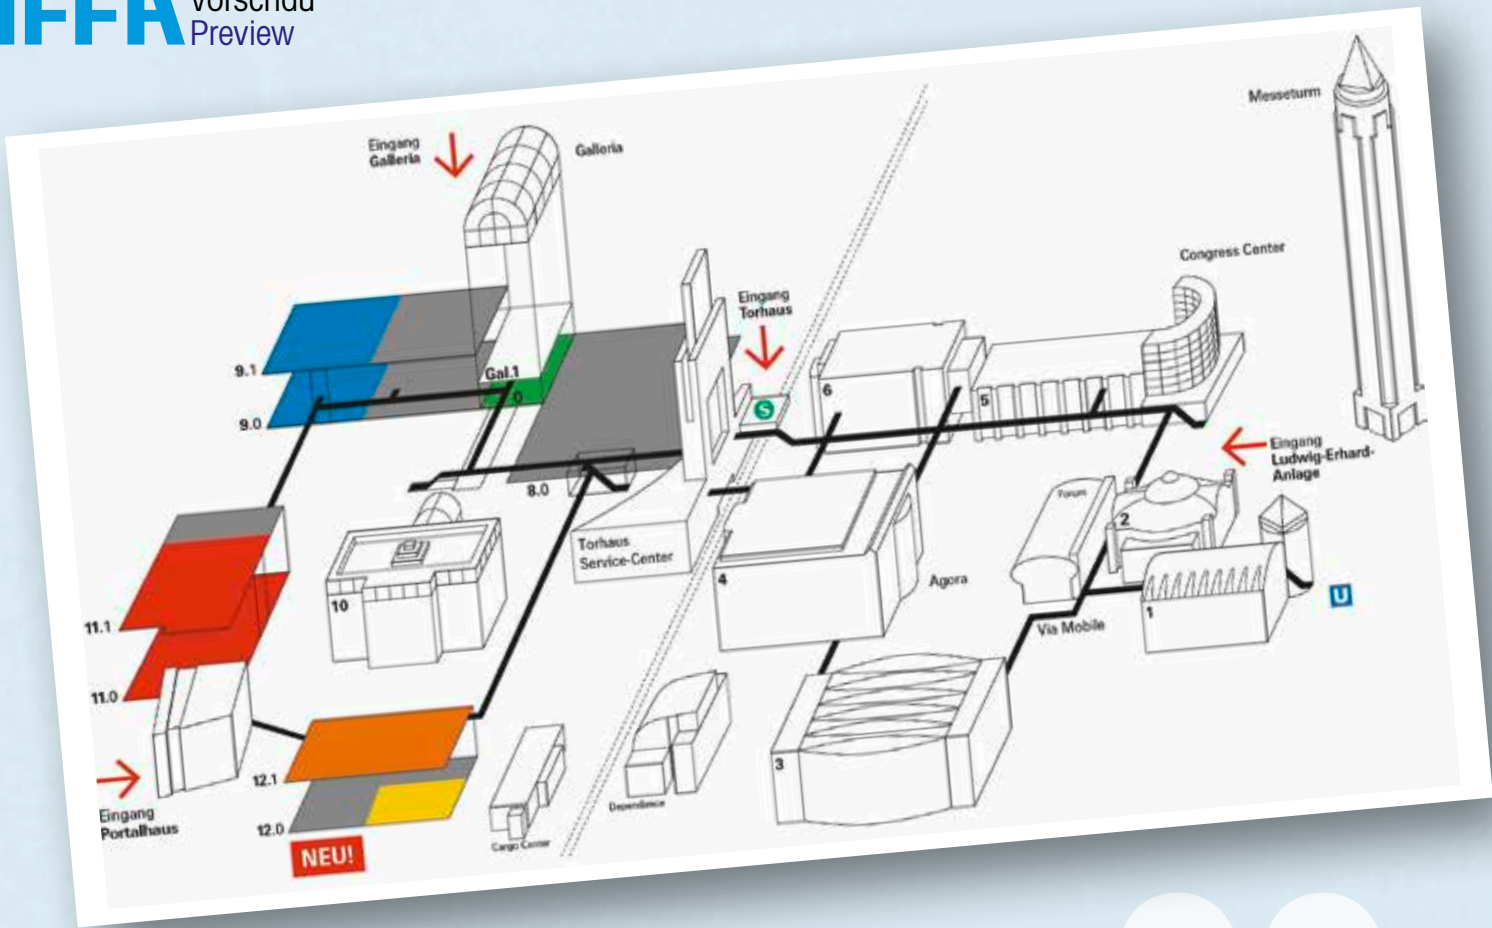 IFFA
Vorschau
Preview
Messeturm
Eingang
Galleria
Galleria
Congress Center
Eingang
Torhaus
9.1
Gal.1
0
6
5
S
9.0
Eingang
Ludwig-Erhard-
Anlage
8.0
Forum
2
Torhaus
Service-Center
4
Agora
10
U
1
11.1
Via Mobile
11.0
3
12.1
Eingang
Portalhaus
Dependance
12.0
Cargo Center
NEU!